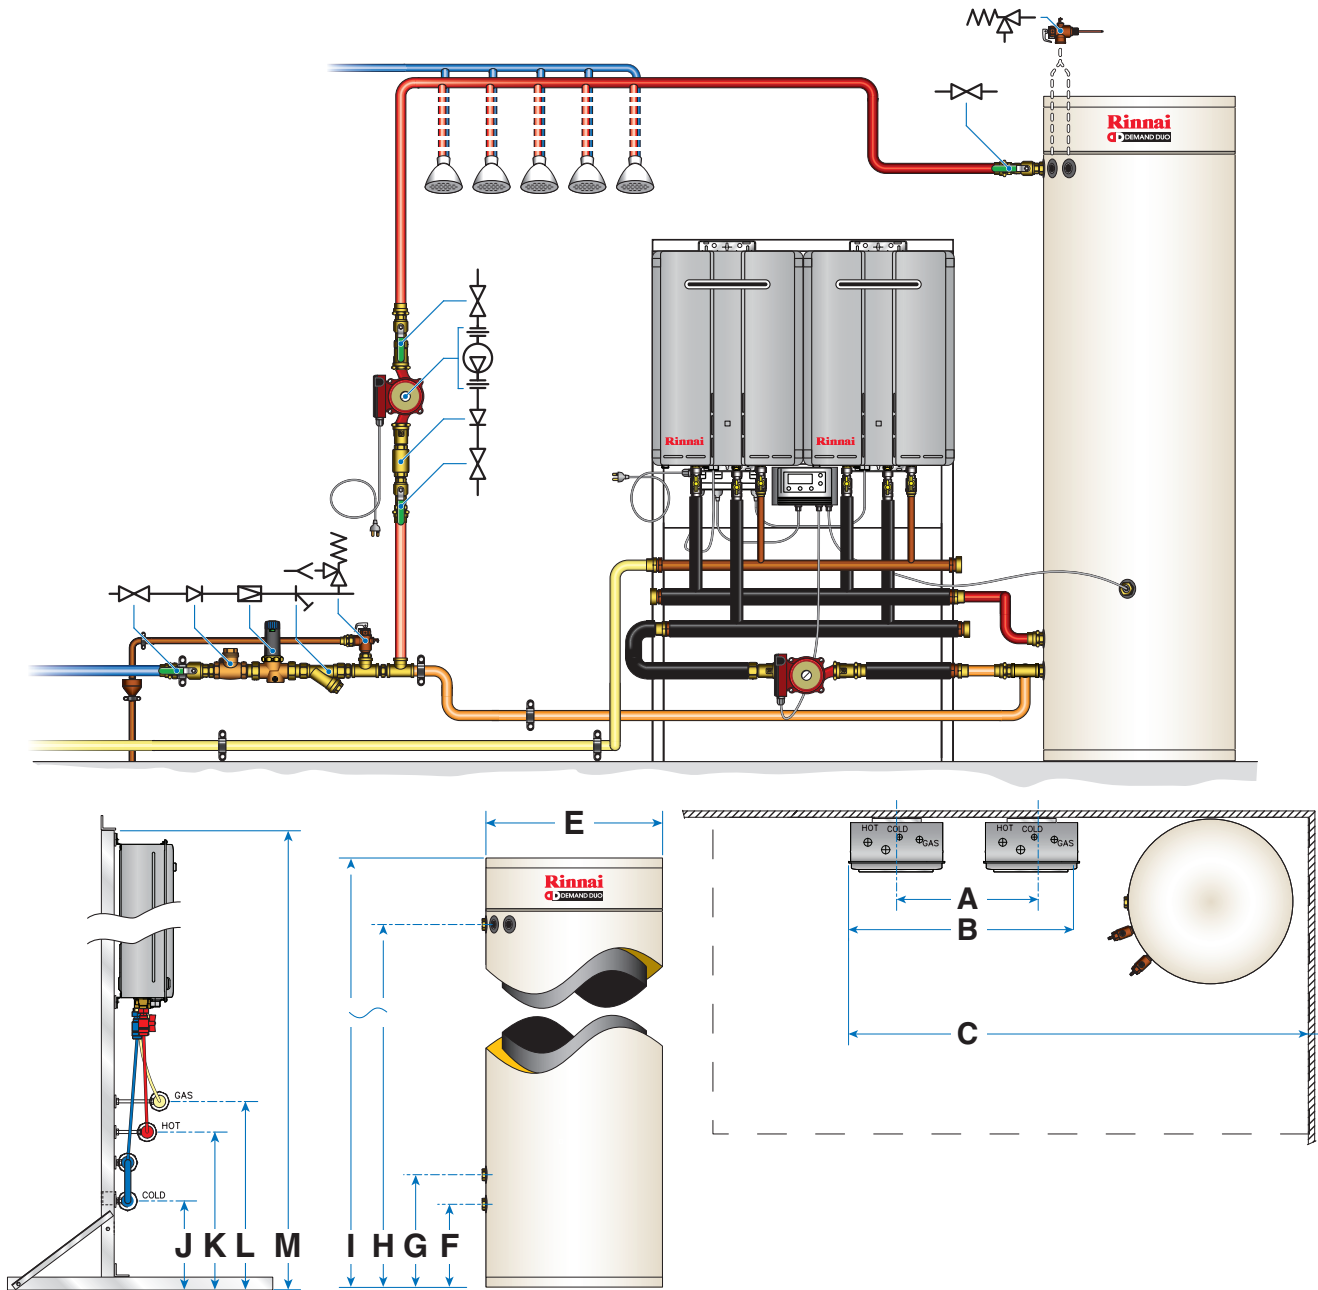 Rinnai
DEMAND DUO
Rinnai
Rinnai
E
Rinnai
DEMAND DUO
HOT
COLD
GAS
HOT
COLD
GAS
A
B
C
GAS
HOT
COLD
J
K
L
M
I
H
G
F